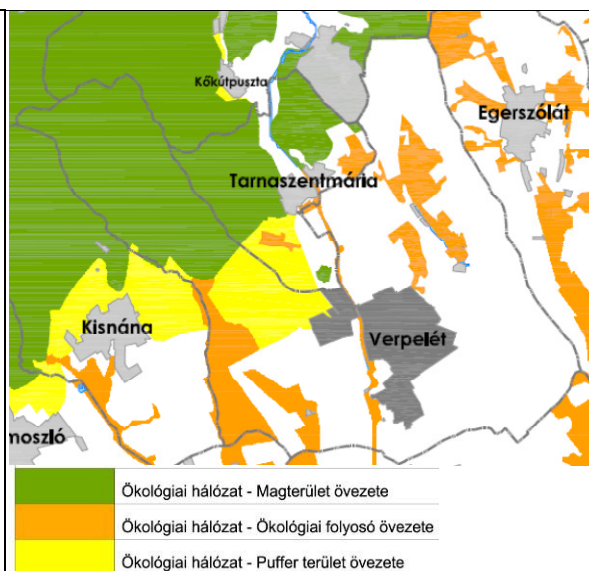 Kőkútpuszta
Egerszólát
Tarnaszentmária
Kisnána
Verpelét
moszló
Ökológiai hálózat - Magterület övezete
Ökológiai hálózat - Ökológiai folyosó övezete
Ökológiai hálózat - Puffer terület övezete